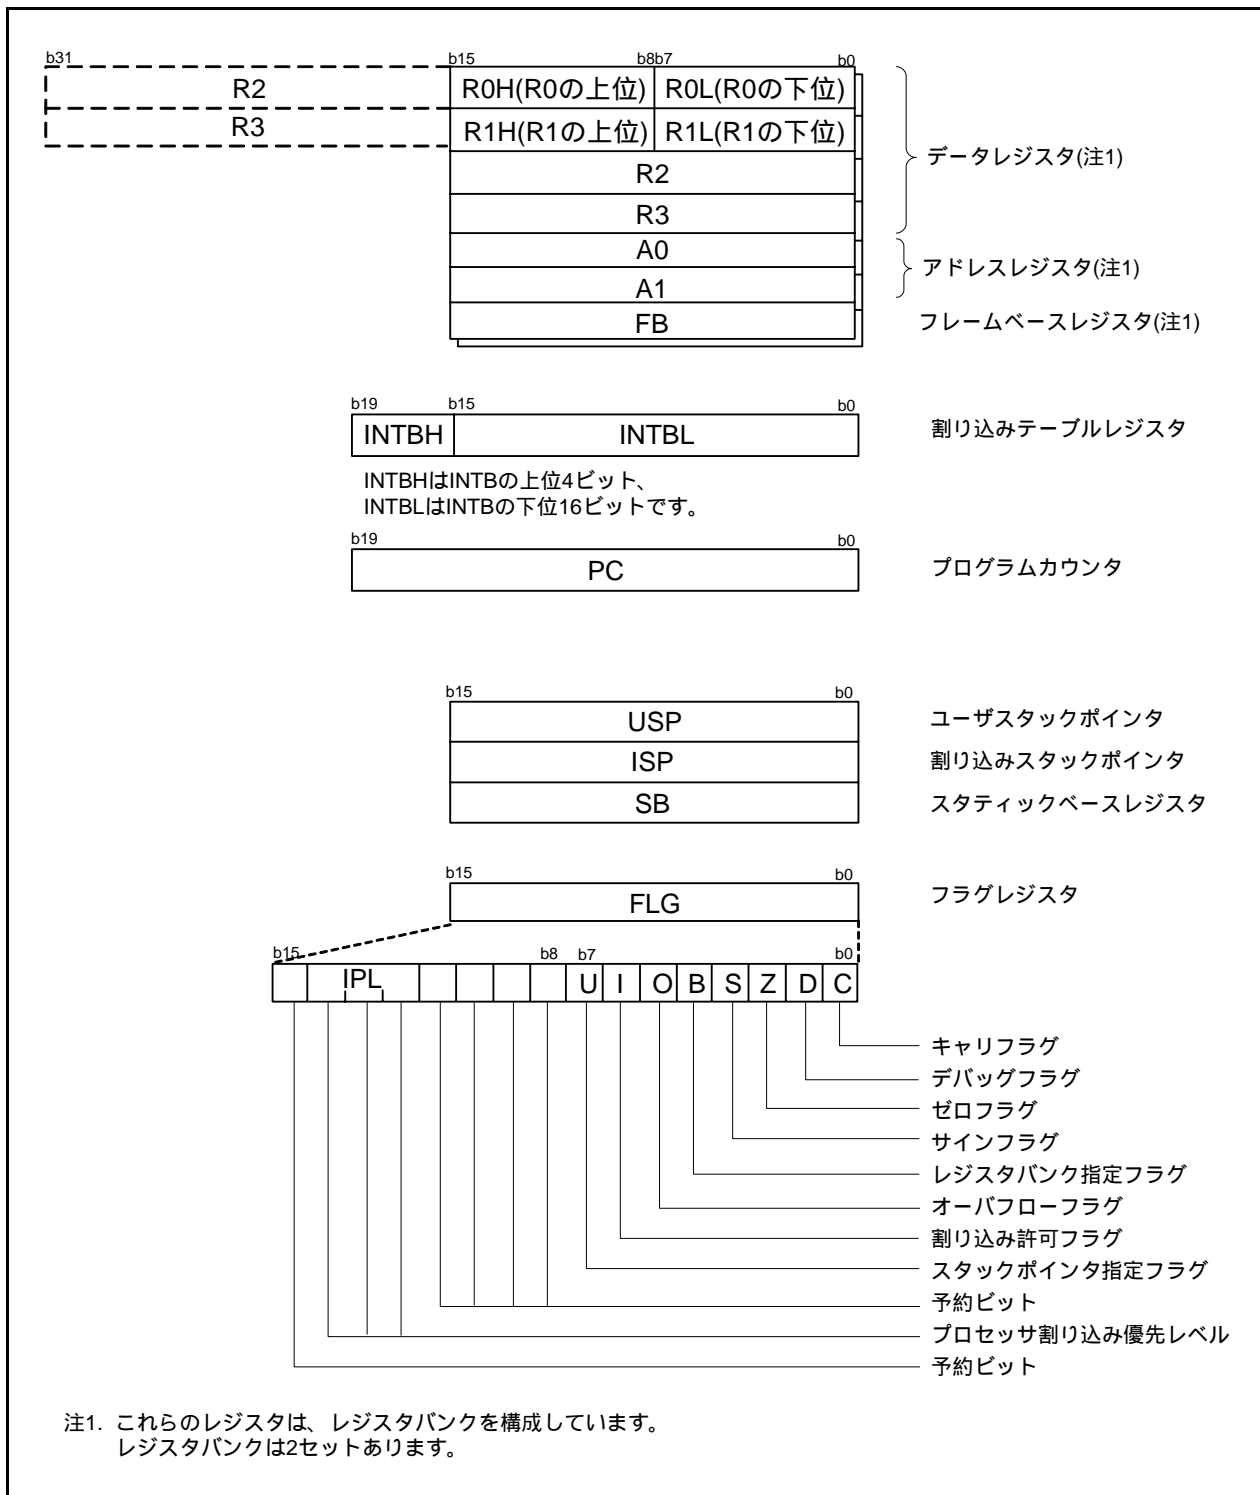 b31 b15 b8b7 b0
R2 R0H(R0の上位) R0L(R0の下位)
R3 R1H(R1の上位) R1L(R1の下位)
データレジスタ(注1)
R2
R3
A0
アドレスレジスタ(注1)
A1
FB フレームベースレジスタ(注1)
b19 b15 b0
INTBH INTBL 割り込みテーブルレジスタ
INTBHはINTBの上位4ビット、
INTBLはINTBの下位16ビットです。
b19 b0
PC プログラムカウンタ
b15 b0
USP ユーザスタックポインタ
ISP 割り込みスタックポインタ
SB スタティックベースレジスタ
b15 b0
FLG フラグレジスタ
b15 b8 b7 b0
IPL U I O B S Z D C
キャリフラグ
デバッグフラグ
ゼロフラグ
サインフラグ
レジスタバンク指定フラグ
オーバフローフラグ
割り込み許可フラグ
スタックポインタ指定フラグ
予約ビット
プロセッサ割り込み優先レベル
予約ビット
注1. これらのレジスタは、レジスタバンクを構成しています。
レジスタバンクは2セットあります。